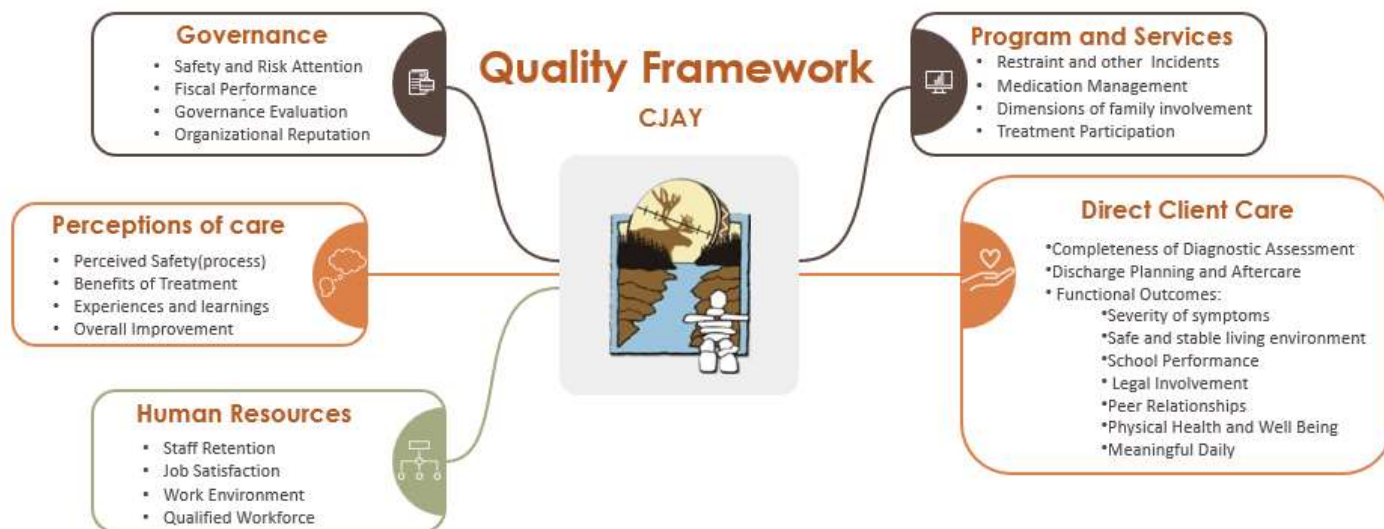 Quality Framework
CJAY
Governance
• Safety and Risk Attention
• Fiscal Performance
• Governance Evaluation
• Organizational Reputation
Perceptions of care
• Perceived Safety(process)
• Benefits of Treatment
• Experiences and learnings
• Overall Improvement
Human Resources
• Staff Retention
• Job Satisfaction
• Work Environment
• Qualified Workforce
Program and Services
• Restraint and other Incidents
• Medication Management
• Dimensions of family involvement
• Treatment Participation
Direct Client Care
•Completeness of Diagnostic Assessment
•Discharge Planning and Aftercare
• Functional Outcomes:
•Severity of symptoms
•Safe and stable living environment
•School Performance
• Legal Involvement
•Peer Relationships
•Physical Health and Well Being
•Meaningful Daily